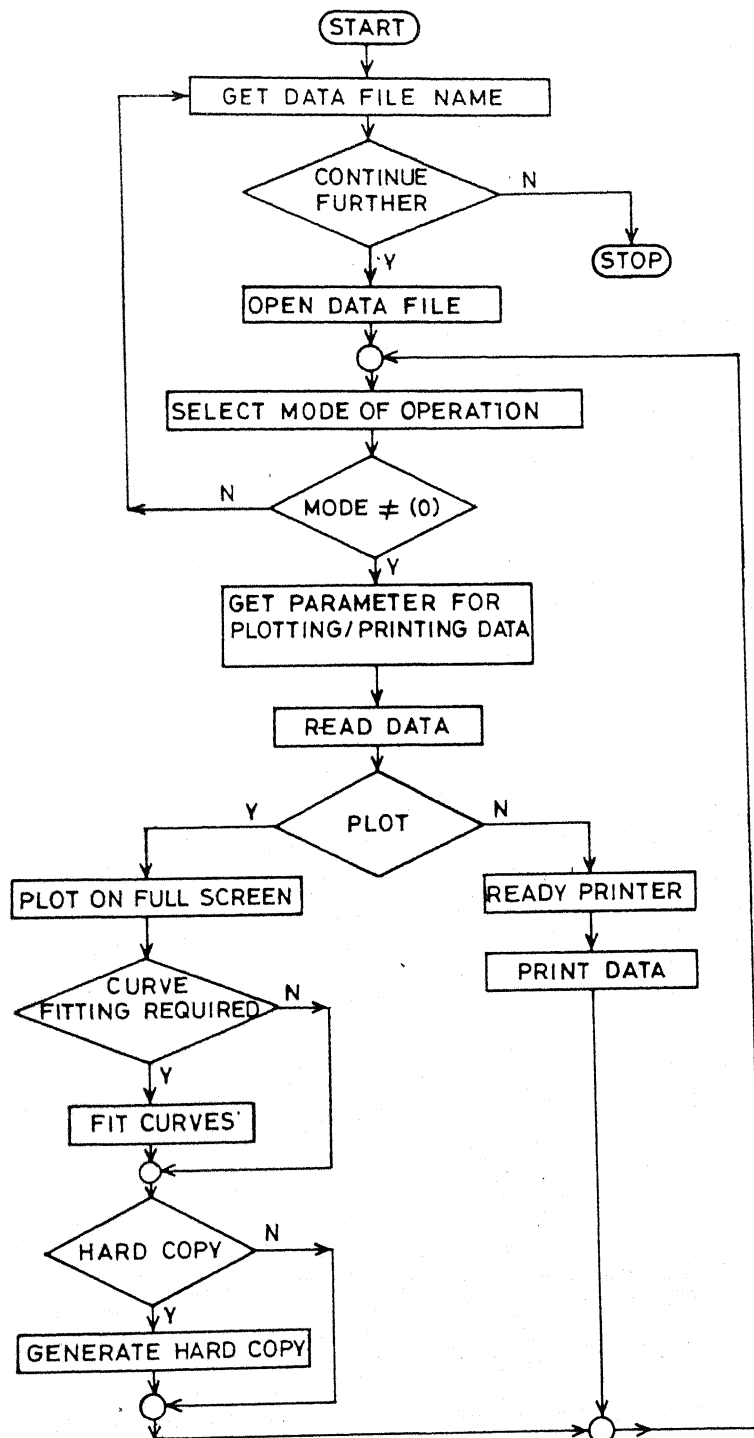 START
GET DATA FILE NAME
CONTINUE
FURTHER
N
STOP
Y
OPEN DATA FILE
SELECT MODE OF OPERATION
N
MODE ≠ (0)
Y
GET PARAMETER FOR
PLOTTING/PRINTING DATA
READ DATA
Y
PLOT
N
PLOT ON FULL SCREEN
READY PRINTER
CURVE
FITTING REQUIRED
N
PRINT DATA
Y
FIT CURVES
HARD COPY
N
Y
GENERATE HARD COPY